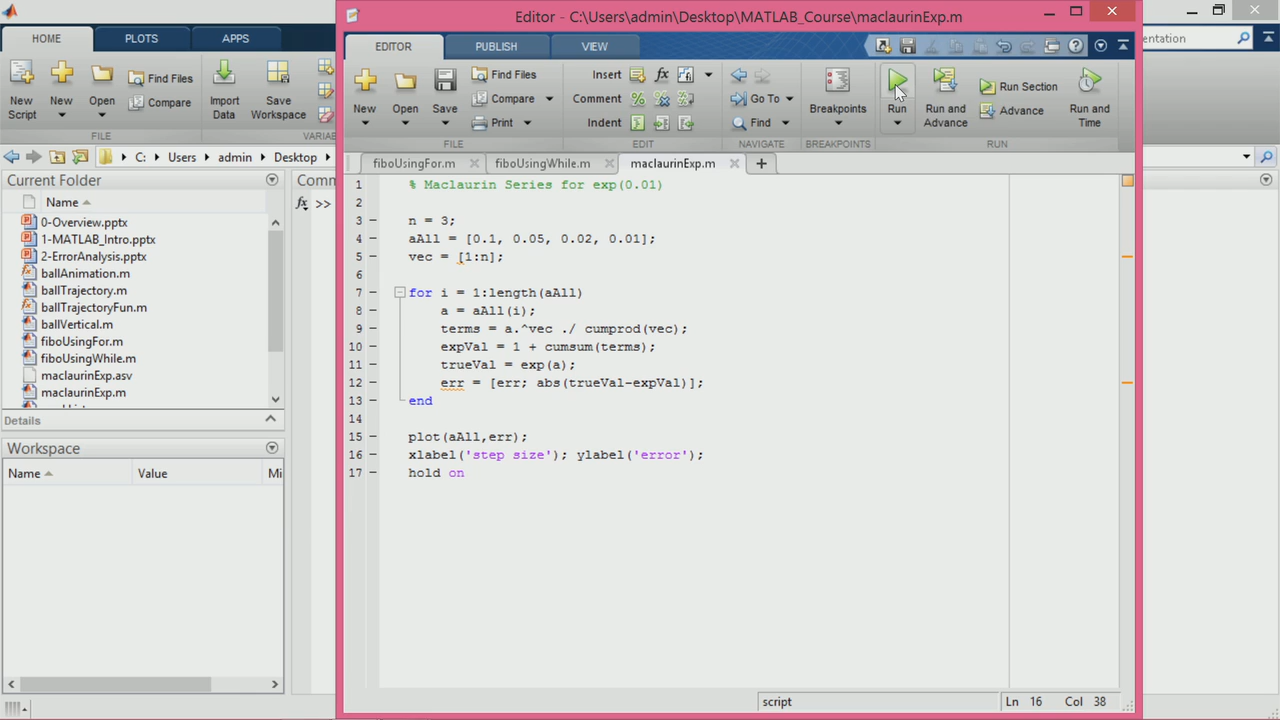 Editor - C:\Users\admin\Desktop\MATLAB_Course\maclaurinExp.m
HOME PLOTS APPS
EDITOR PUBLISH VIEW
entation
New Script
New
Open
Find Files
Compare
Import Data
Save Workspace
FILE
VARIA
New
Open
Save
Find Files
Compare
Print
FILE
Insert
Comment
Indent
EDIT
Go To
Find
NAVIGATE
Breakpoints
BREAKPOINTS
Run
Run and Advance
Run Section
Advance
Run and Time
RUN
C: Users admin Desktop
Current Folder
Name
0-Overview.pptx
1-MATLAB_Intro.pptx
2-ErrorAnalysis.pptx
ballAnimation.m
ballTrajectory.m
ballTrajectoryFun.m
ballVertical.m
fiboUsingFor.m
fiboUsingWhile.m
maclaurinExp.asv
maclaurinExp.m
Details
Workspace
Name Value Mi
Comm
fx >>
fiboUsingFor.m fiboUsingWhile.m maclaurinExp.m
1 % Maclaurin Series for exp(0.01)
2
3 n = 3;
4 aAll = [0.1, 0.05, 0.02, 0.01];
5 vec = [1:n];
6
7 for i = 1:length(aAll)
8 a = aAll(i);
9 terms = a.^vec ./ cumprod(vec);
10 expVal = 1 + cumsum(terms);
11 trueVal = exp(a);
12 err = [err; abs(trueVal-expVal)];
13 end
14
15 plot(aAll,err);
16 xlabel('step size'); ylabel('error');
17 hold on
script Ln 16 Col 38